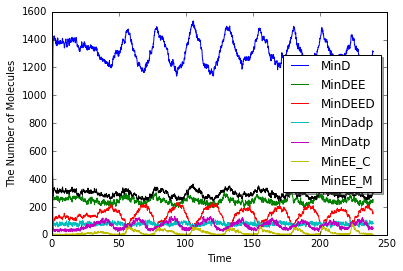 1600
1400
1200
1000
800
600
400
200
0
The Number of Molecules
0
50
100
150
200
250
Time
MinD
MinDEE
MinDEED
MinDadp
MinDatp
MinEE_C
MinEE_M